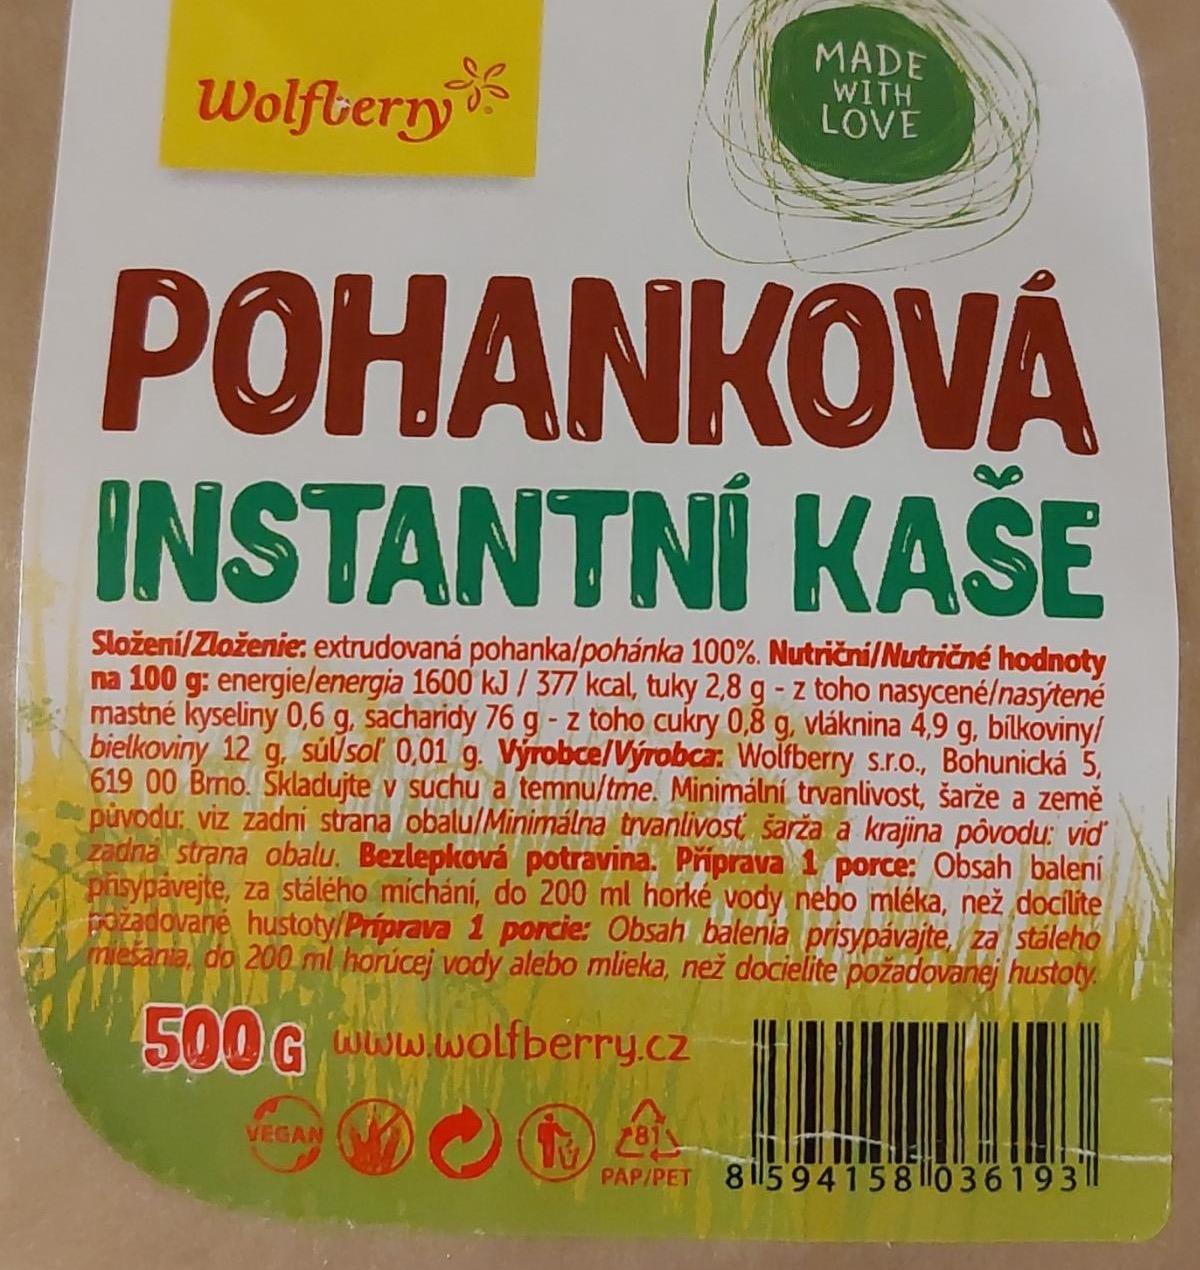 Wolfberry
MADE
WITH
LOVE
POHANKOVÁ
INSTANTNÍ KAŠE
Složení/Zloženie: extrudovaná pohanka/pohánka 100%. Nutriční/Nutričné hodnoty
na 100 g: energie/energia 1600 kJ / 377 kcal, tuky 2,8 g - z toho nasycené/nasýtené
mastné kyseliny 0,6 g, sacharidy 76 g - z toho cukry 0,8 g, vláknina 4,9 g, bílkoviny/
bielkoviny 12 g, sůl/soľ 0,01 g. Výrobce/Výrobca: Wolfberry s.r.o., Bohunická 5,
619 00 Brno. Skladujte v suchu a temnu/tme. Minimální trvanlivost, šarže a země
původu: viz zadní strana obalu/Minimálna trvanlivosť, šarža a krajina pôvodu: viď
zadná strana obalu. Bezlepková potravina. Příprava 1 porce: Obsah balení
přisypávejte, za stálého míchání, do 200 ml horké vody nebo mléka, než docílíte
požadované hustoty/Príprava 1 porcie: Obsah balenia prisypávajte, za stáleho
miešania, do 200 ml horúcej vody alebo mlieka, než docielite požadovanej hustoty.
500 G www.wolfberry.cz
VEGAN
81
PAP/PET
8 594158 036193